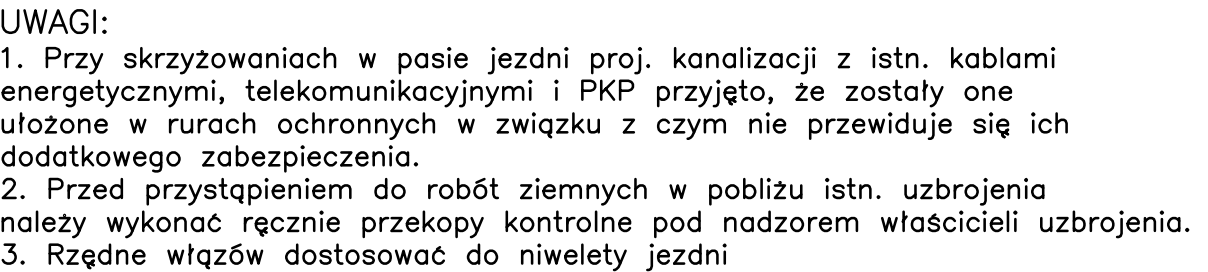 UWAGI:
1. Przy skrzyżowaniach w pasie jezdni proj. kanalizacji z istn. kablami
energetycznymi, telekomunikacyjnymi i PKP przyjęto, że zostały one
ułożone w rurach ochronnych w związku z czym nie przewiduje się ich
dodatkowego zabezpieczenia.
2. Przed przystąpieniem do robót ziemnych w pobliżu istn. uzbrojenia
należy wykonać ręcznie przekopy kontrolne pod nadzorem właścicieli uzbrojenia.
3. Rzędne włązów dostosować do niwelety jezdni